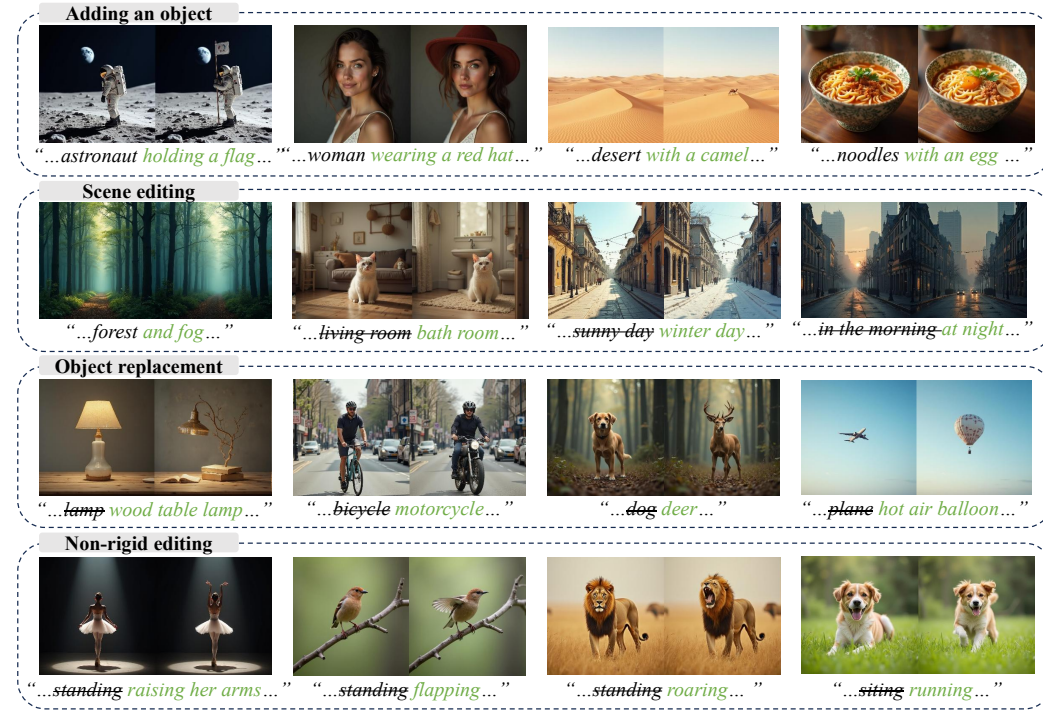 Adding an object
“...astronaut holding a flag...”
“...woman wearing a red hat...”
“...desert with a camel...”
“...noodles with an egg ...”
Scene editing
“...forest and fog...”
“...living room bath room...”
“...sunny day winter day...”
“...in the morning at night...”
Object replacement
“...lamp wood table lamp...”
“...bicycle motorcycle...”
“...dog deer...”
“...plane hot air balloon...”
Non-rigid editing
“...standing raising her arms...”
“...standing flapping...”
“...standing roaring...”
“...siting running...”